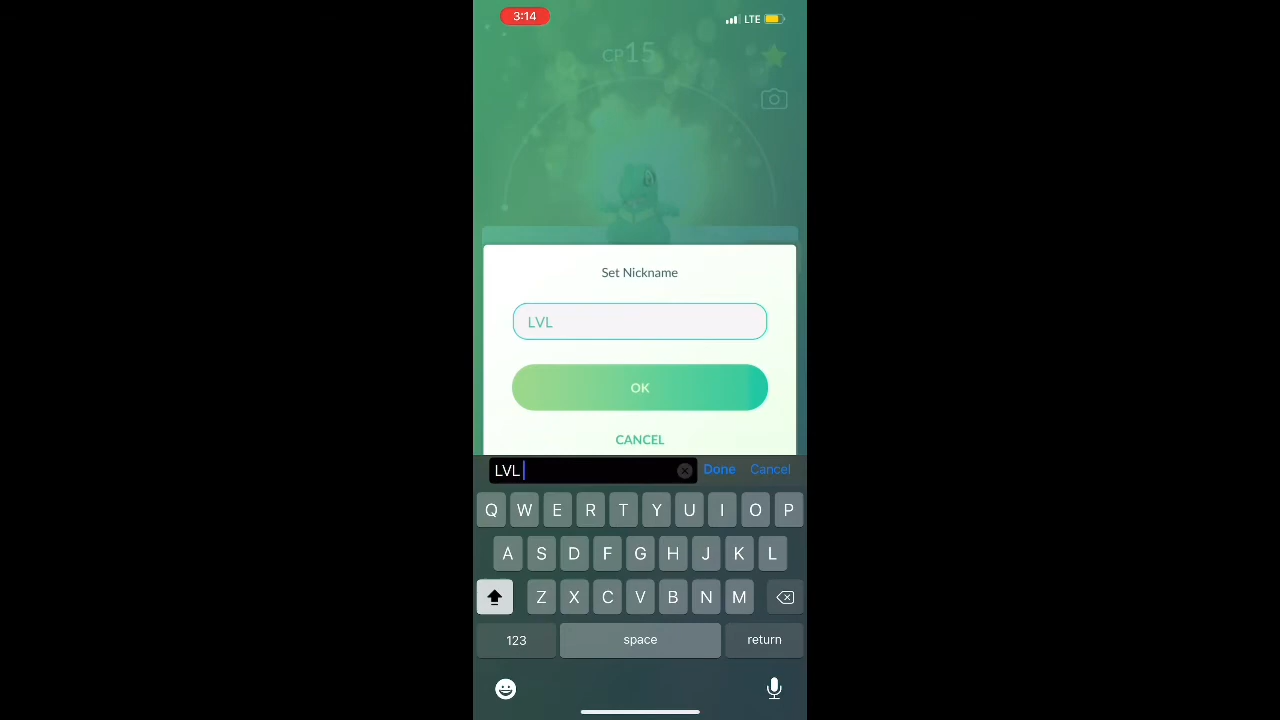 3:14
LTE
CP15
Set Nickname
LVL
OK
CANCEL
LVL
Done
Cancel
Q W E R T Y U I O P
A S D F G H J K L
Z X C V B N M
123
space
return